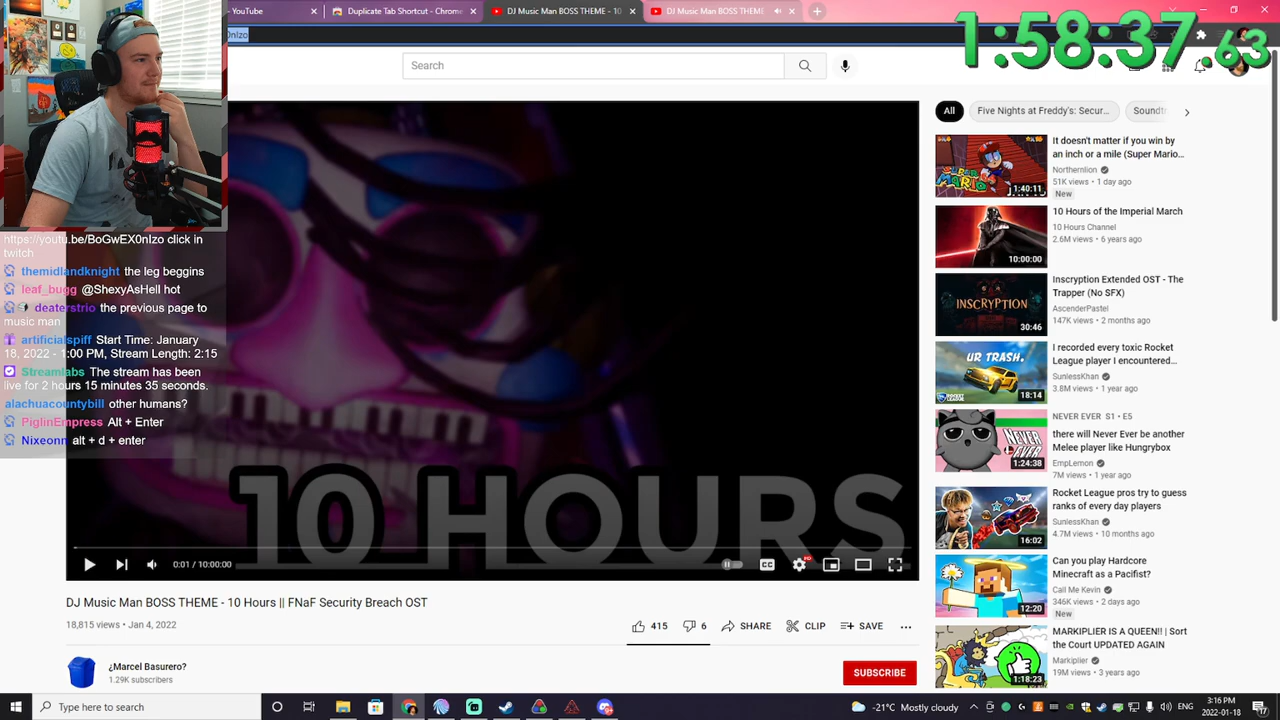 YouTube
Duplicate Tab Shortcut - Chrome
DJ Music Man BOSS THEME - 10 H
DJ Music Man BOSS THEME
1:58:37.63
Search
All
Five Nights at Freddy's: Secur...
It doesn't matter if you win by
an inch or a mile (Super Mario...
Northernlion
51K views • 1 day ago
New
1:40:11
10 Hours of the Imperial March
10 Hours Channel
2.6M views • 6 years ago
10:00:00
Inscryption Extended OST - The
Trapper (No SFX)
AscenderPastel
147K views • 2 months ago
INSCRYPTION
30:46
I recorded every toxic Rocket
League player I encountered...
SunlessKhan
3.8M views • 1 year ago
UR TRASH.
18:14
NEVER EVER S1 • E5
there will Never Ever be another
Melee player like Hungrybox
EmpLemon
7M views • 1 year ago
1:24:38
Rocket League pros try to guess
ranks of every day players
SunlessKhan
4.7M views • 10 months ago
16:02
Can you play Hardcore
Minecraft as a Pacifist?
Call Me Kevin
346K views • 2 days ago
New
12:20
MARKIPLIER IS A QUEEN!! | Sort
the Court UPDATED AGAIN
Markiplier
19M views • 3 years ago
1:18:23
https://youtu.be/BoGwEX0nIzo click in
twitch
themidlandknight the leg beggins
leaf_bugg @ShexyAsHell hot
deaterstrio the previous page to
music man
artificialspiff Start Time: January
18, 2022 - 1:00 PM, Stream Length: 2:15
Streamlabs The stream has been
live for 2 hours 15 minutes 35 seconds.
alachuacountybill other humans?
PiglinEmpress Alt + Enter
Nixeonn alt + d + enter
10 HOURS
0:01 / 10:00:00
DJ Music Man BOSS THEME - 10 Hours || FNaF Security Breach OST
18,815 views • Jan 4, 2022
415
6
SHARE
CLIP
SAVE
¿Marcel Basurero?
1.29K subscribers
SUBSCRIBE
Type here to search
-21°C Mostly cloudy
ENG
3:16 PM
2022-01-18